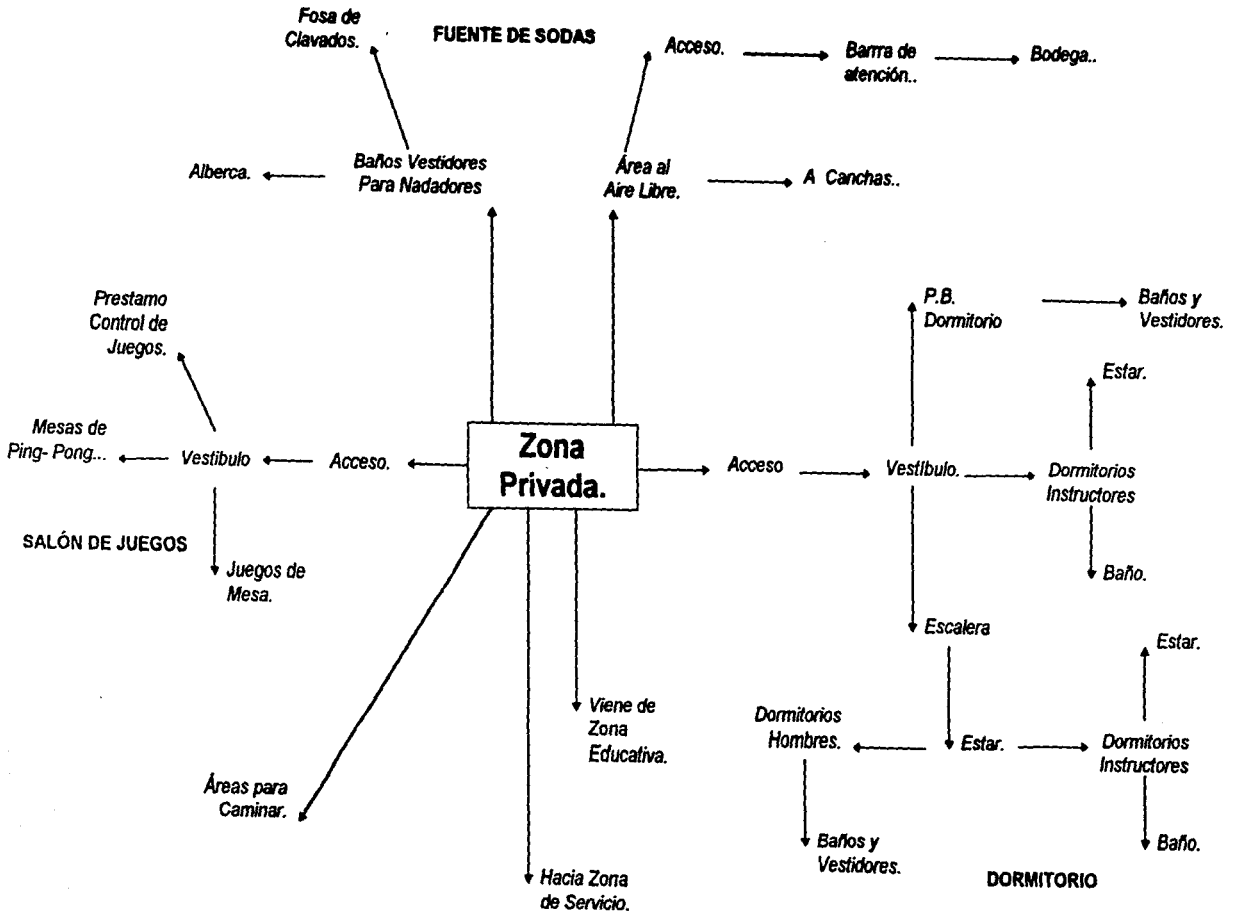 Fosa de
Clavados.
FUENTE DE SODAS
Acceso.
Barrra de
atención..
Bodega..
Alberca.
Baños Vestidores
Para Nadadores
Área al
Aire Libre.
A Canchas..
Prestamo
Control de
Juegos.
P.B.
Dormitorio
Baños y
Vestidores.
Estar.
Mesas de
Ping- Pong...
Vestibulo
Acceso.
Zona
Privada.
Acceso
Vestíbulo.
Dormitorios
Instructores
SALÓN DE JUEGOS
Juegos de
Mesa.
Baño.
Escalera
Estar.
Viene de
Zona
Educativa.
Dormitorios
Hombres.
Estar.
Dormitorios
Instructores
Áreas para
Caminar.
Baños y
Vestidores.
Baño.
Hacia Zona
de Servicio.
DORMITORIO